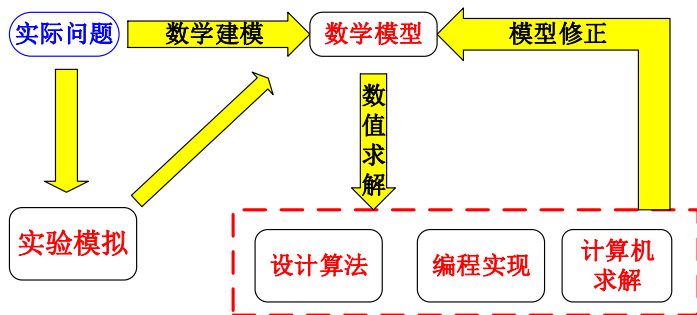 实际问题
数学建模
数学模型
模型修正
数值求解
实验模拟
设计算法
编程实现
计算机
求解